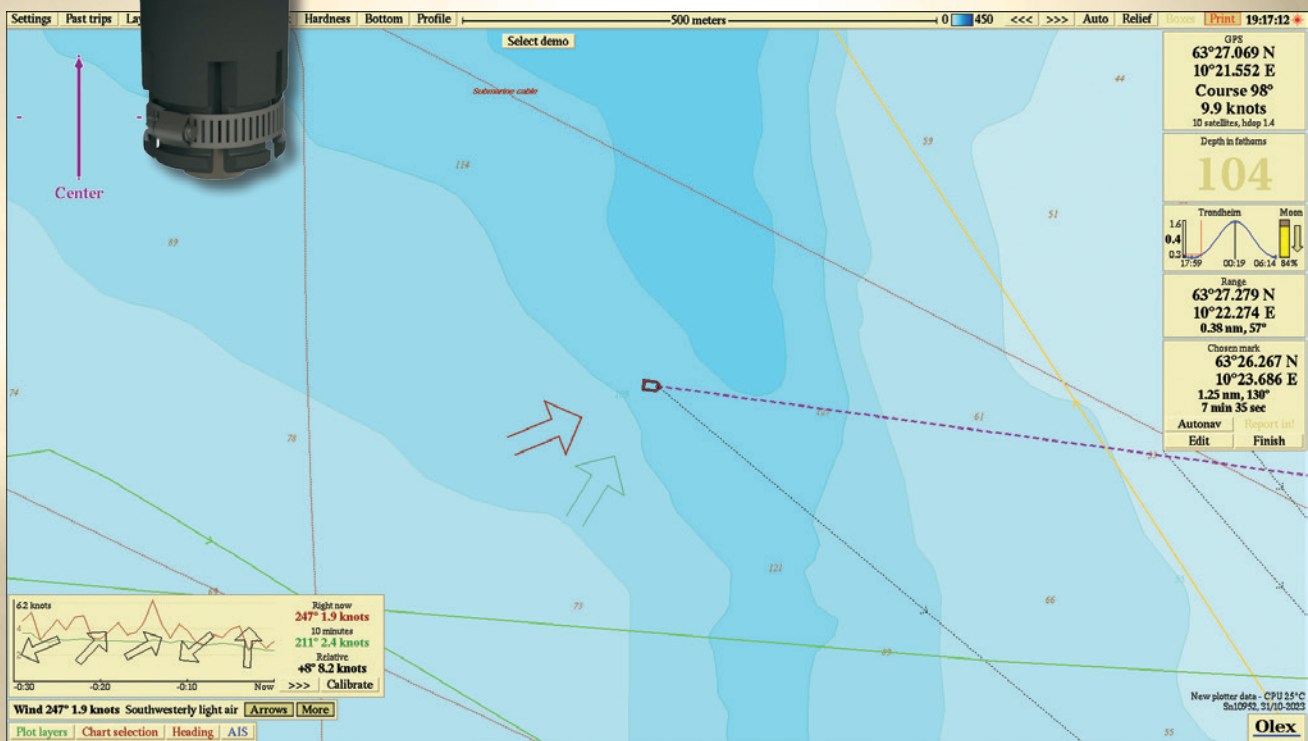 Settings Past trips Hardness Bottom Profile 500 meters 0 450 <<< >>> Auto Relief Boxes Print 19:17:12
Select demo
GPS
63°27.069 N
10°21.552 E
Course 98°
9.9 knots
10 satellites, hdop 1.4
Depth in fathoms
104
Trondheim Moon
1.6
0.4
0.3
17:59 00:19 06:14 84%
Range
63°27.279 N
10°22.274 E
0.38 nm, 57°
Chosen mark
63°26.267 N
10°23.686 E
1.25 nm, 130°
7 min 35 sec
Autonav Report in!
Edit Finish
Center
Submarine cable
44
59
114
51
89
74
78
61
121
73
66
69
68
55
6.2 knots
4
2
-0:30 -0:20 -0:10 Now
Right now
247° 1.9 knots
10 minutes
211° 2.4 knots
Relative
+8° 8.2 knots
>>> Calibrate
Wind 247° 1.9 knots Southwesterly light air Arrows More
Plot layers Chart selection Heading AIS
New plotter data - CPU 25°C
Sn10952, 31/10-2023
Olex